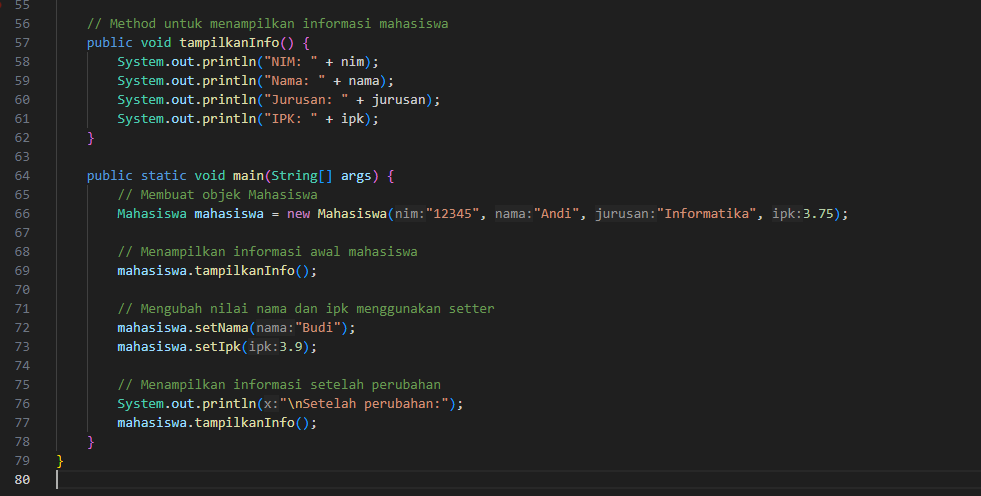 55
56 // Method untuk menampilkan informasi mahasiswa
57 public void tampilkanInfo() {
58 System.out.println("NIM: " + nim);
59 System.out.println("Nama: " + nama);
60 System.out.println("Jurusan: " + jurusan);
61 System.out.println("IPK: " + ipk);
62 }
63
64 public static void main(String[] args) {
65 // Membuat objek Mahasiswa
66 Mahasiswa mahasiswa = new Mahasiswa(nim:"12345", nama:"Andi", jurusan:"Informatika", ipk:3.75);
67
68 // Menampilkan informasi awal mahasiswa
69 mahasiswa.tampilkanInfo();
70
71 // Mengubah nilai nama dan ipk menggunakan setter
72 mahasiswa.setNama(nama:"Budi");
73 mahasiswa.setIpk(ipk:3.9);
74
75 // Menampilkan informasi setelah perubahan
76 System.out.println(x:"\nSetelah perubahan:");
77 mahasiswa.tampilkanInfo();
78 }
79 }
80